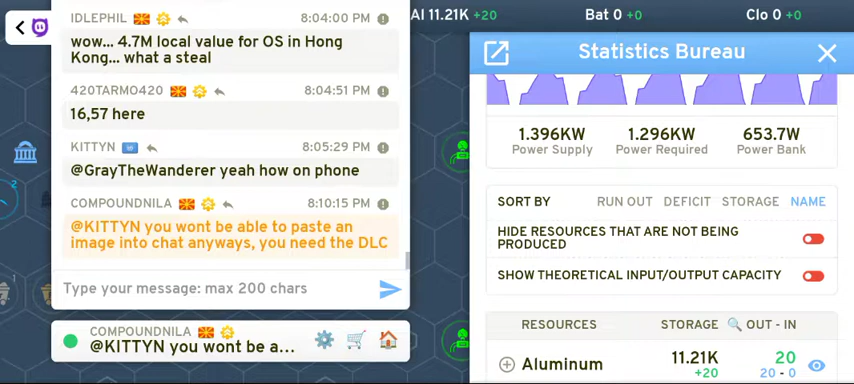 IDLEPHIL 8:04:00 PM
wow... 4.7M local value for OS in Hong
Kong... what a steal
420TARMO420 8:04:51 PM
16,57 here
KITTYN 8:05:29 PM
@GrayTheWanderer yeah how on phone
COMPOUNDNILA 8:10:15 PM
@KITTYN you wont be able to paste an
image into chat anyways, you need the DLC
Type your message: max 200 chars
COMPOUNDNILA
@KITTYN you wont be a...
2
1
Al 11.21K +20 Bat 0 +0 Clo 0 +0
Statistics Bureau
1.396KW 1.296KW 653.7W
Power Supply Power Required Power Bank
SORT BY RUN OUT DEFICIT STORAGE NAME
HIDE RESOURCES THAT ARE NOT BEING
PRODUCED
SHOW THEORETICAL INPUT/OUTPUT CAPACITY
RESOURCES STORAGE OUT - IN
Aluminum 11.21K 20
+20 20 - 0